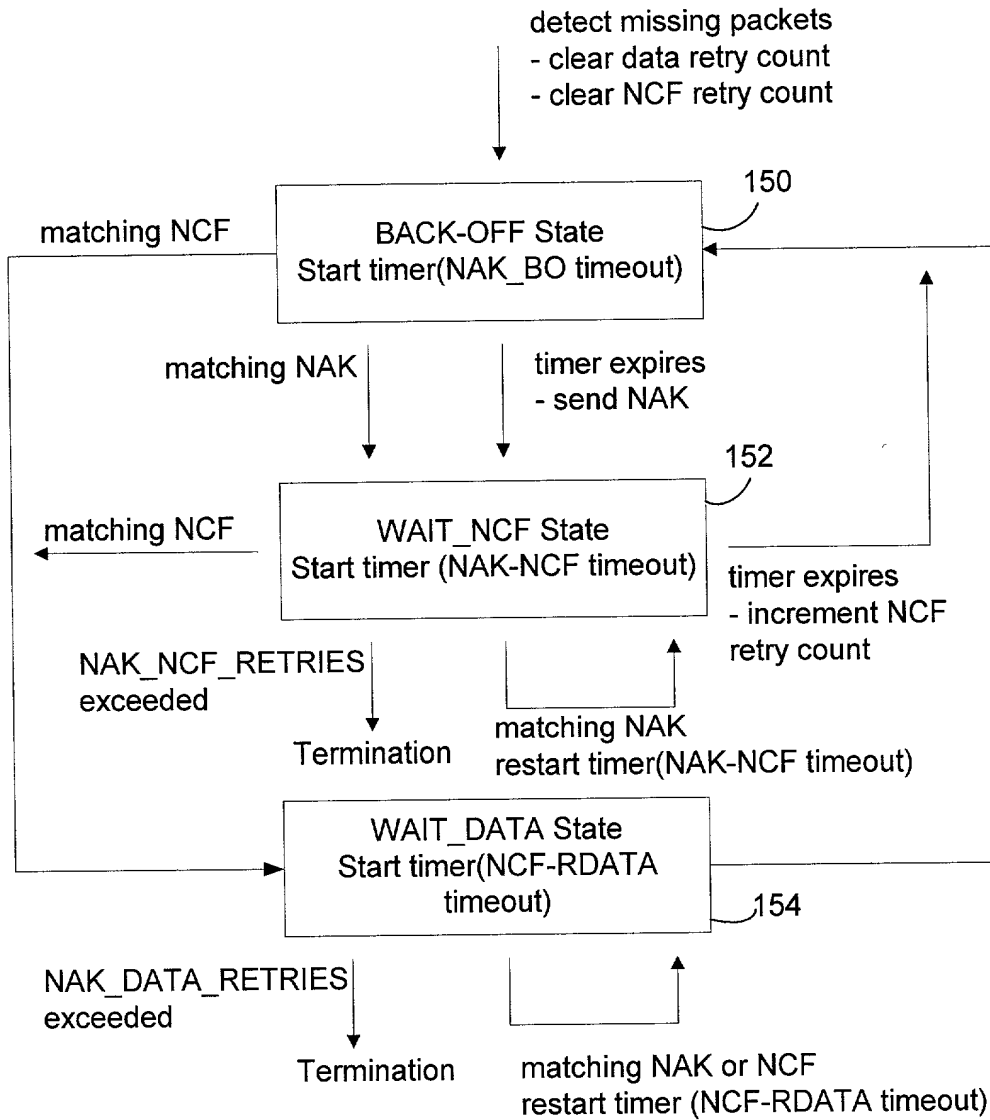 detect missing packets
- clear data retry count
- clear NCF retry count
150
matching NCF
BACK-OFF State
Start timer(NAK_BO timeout)
matching NAK
timer expires
- send NAK
152
matching NCF
WAIT_NCF State
Start timer (NAK-NCF timeout)
timer expires
- increment NCF
retry count
NAK_NCF_RETRIES
exceeded
Termination
matching NAK
restart timer(NAK-NCF timeout)
WAIT_DATA State
Start timer(NCF-RDATA
timeout)
154
NAK_DATA_RETRIES
exceeded
Termination
matching NAK or NCF
restart timer (NCF-RDATA timeout)